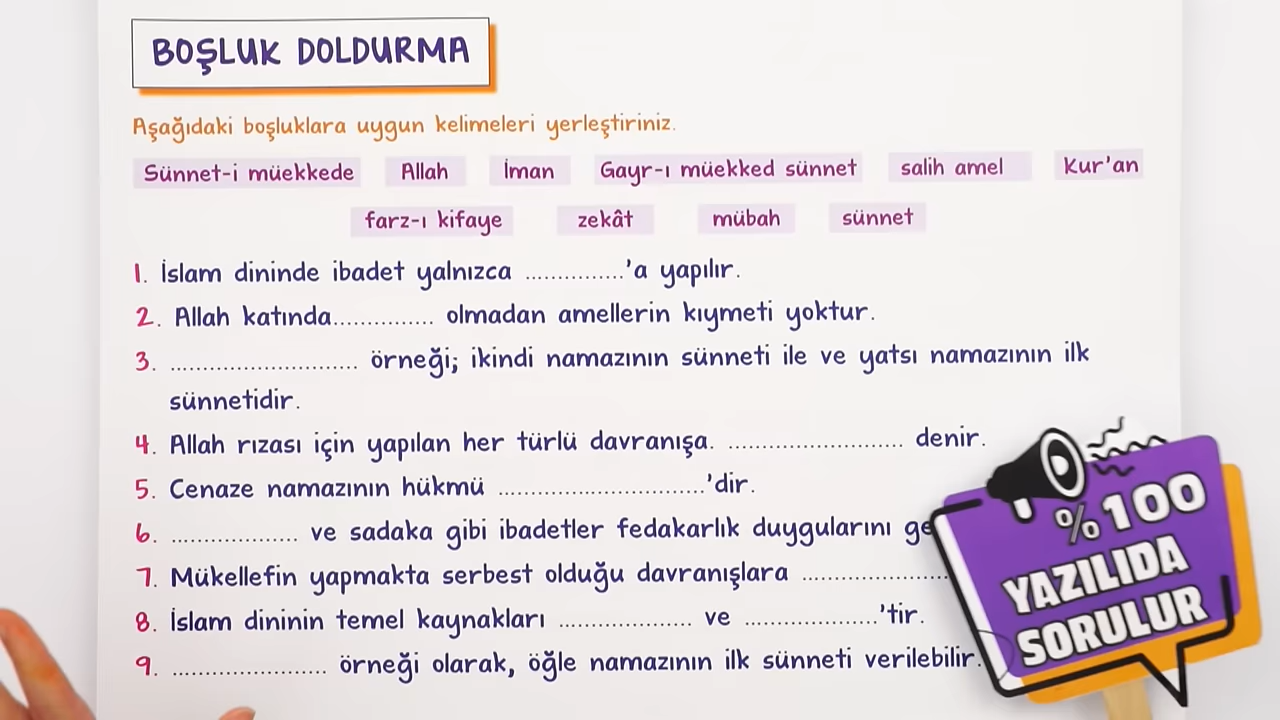 BOŞLUK DOLDURMA
Aşağıdaki boşluklara uygun kelimeleri yerleştiriniz.
Sünnet-i müekkede Allah İman Gayr-ı müekked sünnet salih amel Kur'an
farz-ı kifaye zekât mübah sünnet
1. İslam dininde ibadet yalnızca ..............'a yapılır.
2. Allah katında.............. olmadan amellerin kıymeti yoktur.
3. .......................... örneği; ikindi namazının sünneti ile ve yatsı namazının ilk
sünnetidir.
4. Allah rızası için yapılan her türlü davranışa. ......................... denir.
5. Cenaze namazının hükmü ..............................'dir.
6. .................. ve sadaka gibi ibadetler fedakarlık duygularını
7. Mükellefin yapmakta serbest olduğu davranışlara .....................
8. İslam dininin temel kaynakları ................... ve ...................'tir.
9. ...................... örneği olarak, öğle namazının ilk sünneti verilebilir.
%100
YAZILIDA
SORULUR